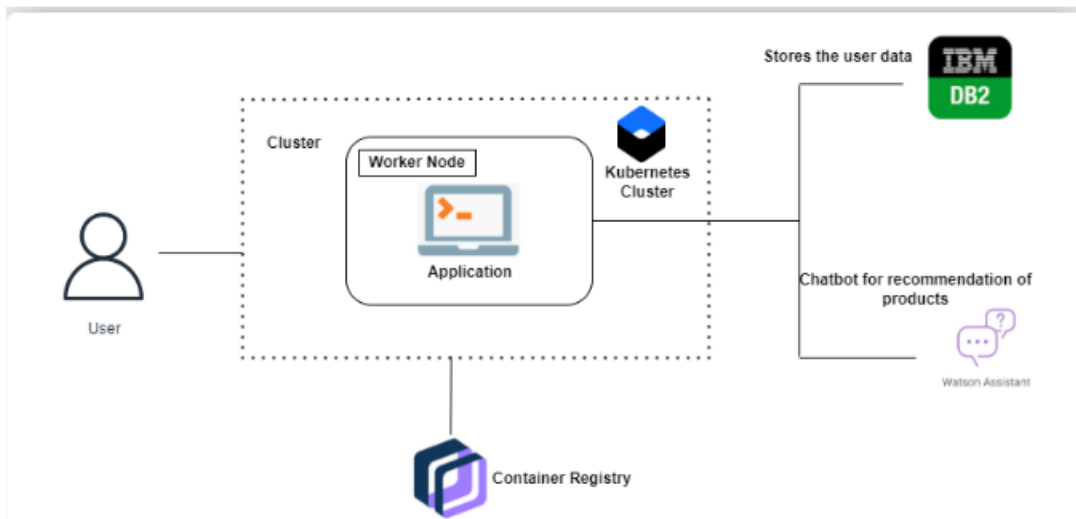 Stores the user data
IBM
DB2
Cluster
Worker Node
Kubernetes
Cluster
Application
User
Chatbot for recommendation of
products
?
Watson Assistant
Container Registry